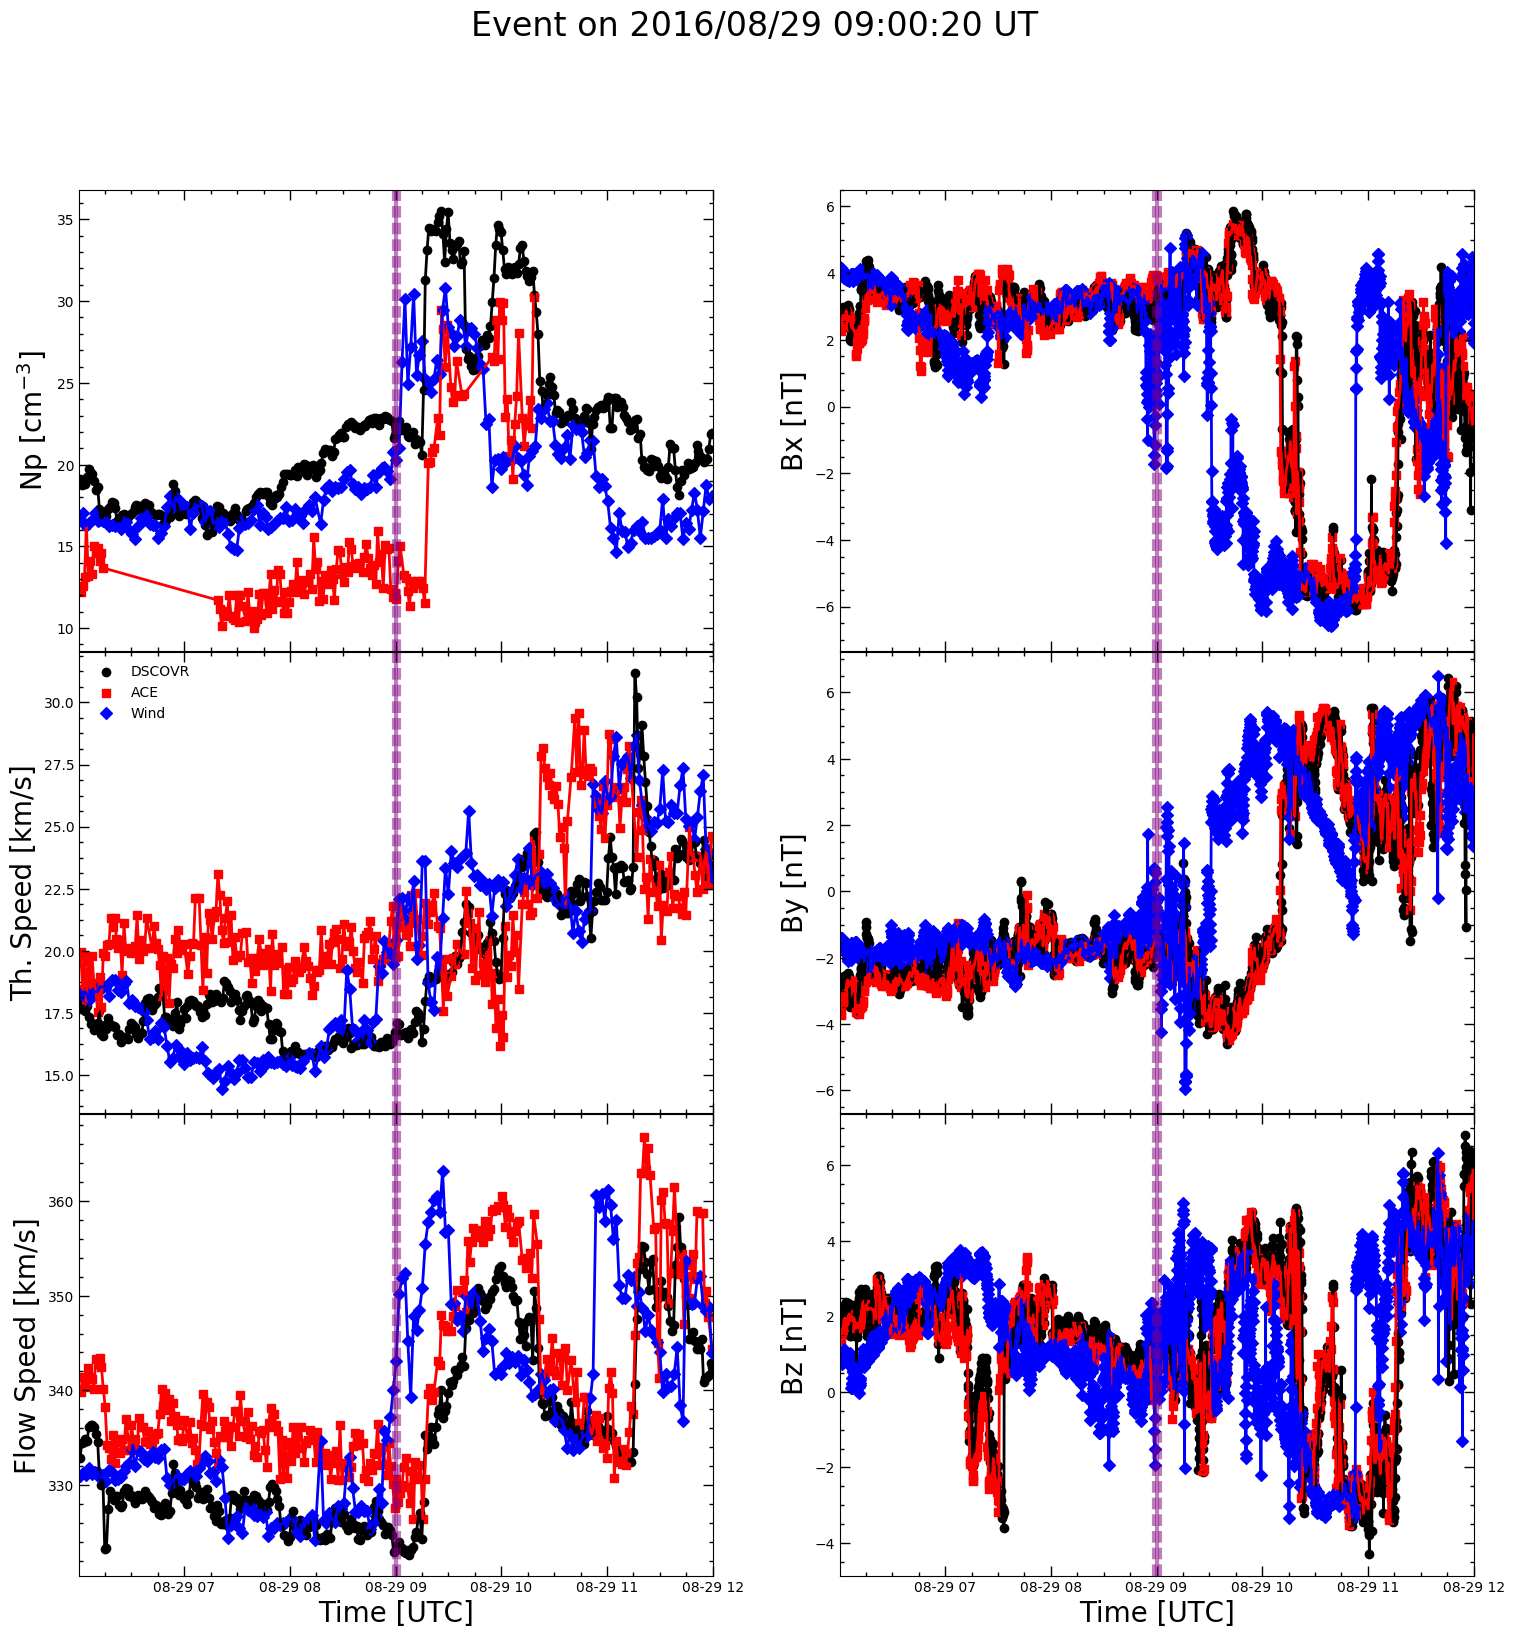 Event on 2016/08/29 09:00:20 UT
Np [cm⁻³]
35
30
25
20
15
10
Bx [nT]
6
4
2
0
−2
−4
−6
Th. Speed [km/s]
30.0
27.5
25.0
22.5
20.0
17.5
15.0
DSCOVR
ACE
Wind
By [nT]
6
4
2
0
−2
−4
−6
Flow Speed [km/s]
360
350
340
330
Bz [nT]
6
4
2
0
−2
−4
08-29 07 08-29 08 08-29 09 08-29 10 08-29 11 08-29 12
Time [UTC]
08-29 07 08-29 08 08-29 09 08-29 10 08-29 11 08-29 12
Time [UTC]